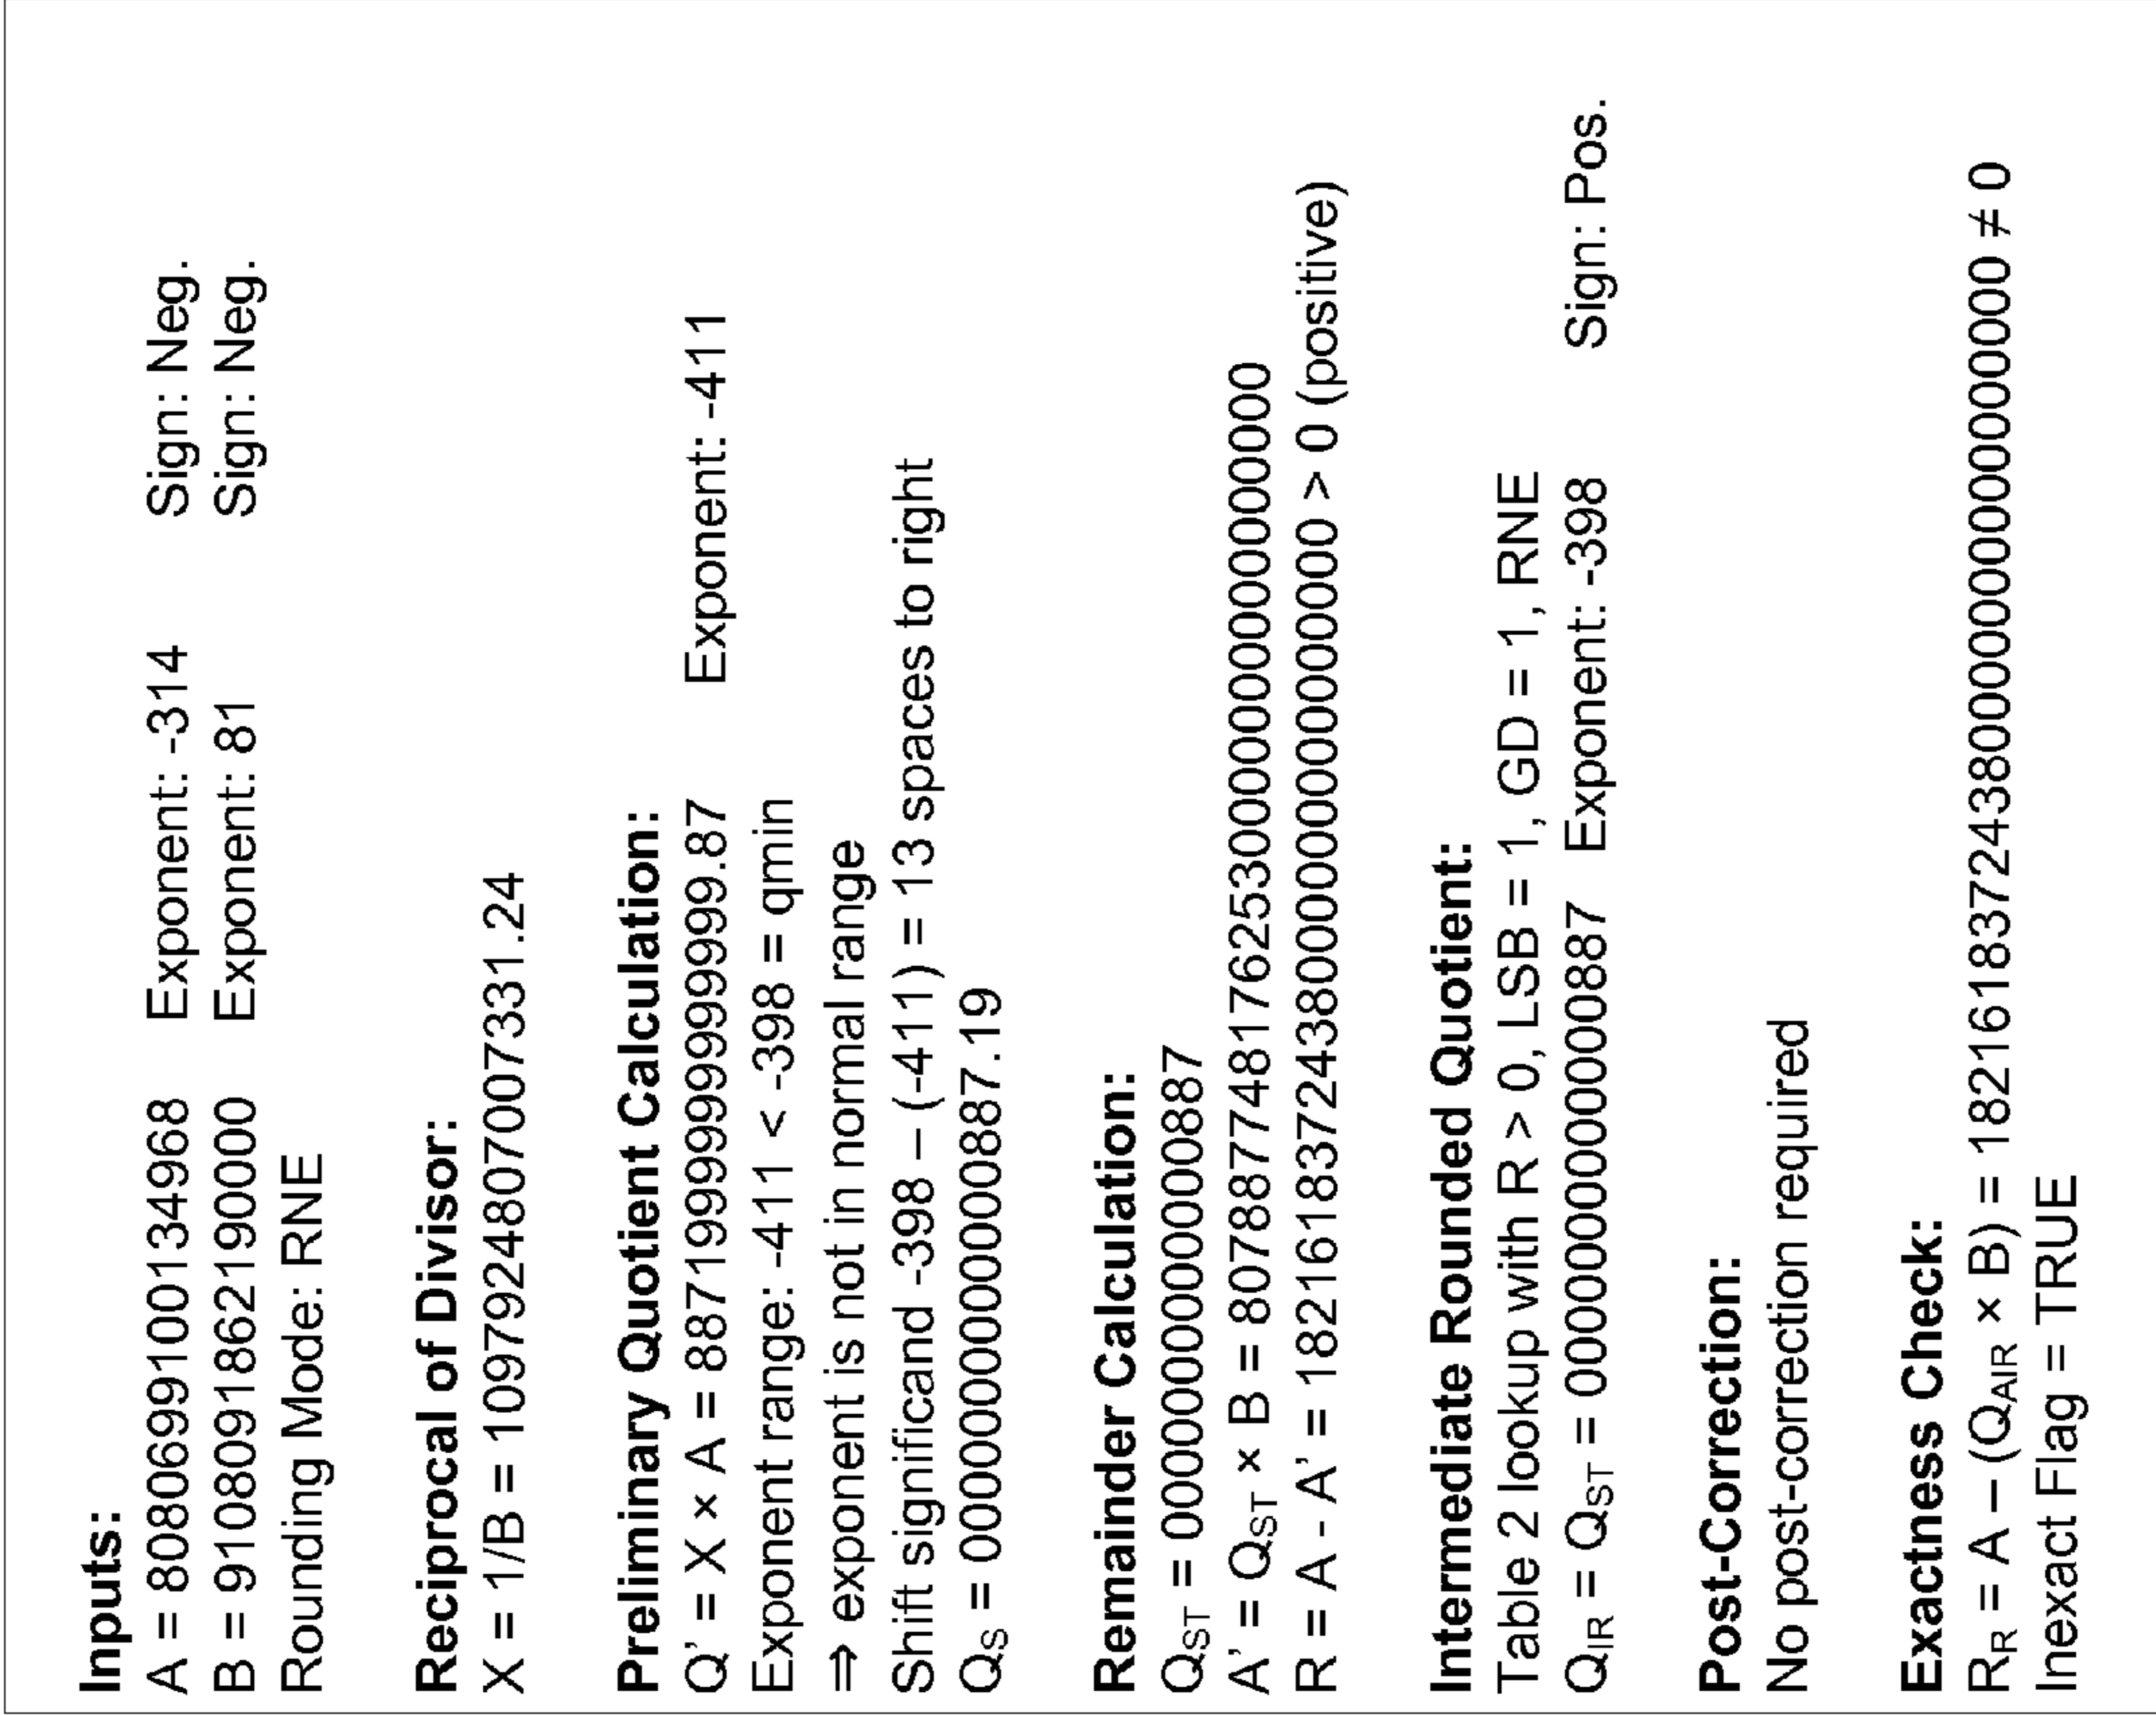 Inputs:
A = 8080699100134968 Exponent: -314 Sign: Neg.
B = 9108091862190000 Exponent: 81 Sign: Neg.
Rounding Mode: RNE
Reciprocal of Divisor:
X = 1/B = 1097924807007331.24
Preliminary Quotient Calculation:
Q' = X × A = 8871999999999999.87 Exponent: -411
Exponent range: -411 < -398 = qmin
⇒ exponent is not in normal range
Shift significand -398 – (-411) = 13 spaces to right
QS = 0000000000000887.19
Remainder Calculation:
QST = 0000000000000887
A' = QST × B = 80788774817625300000000000000000
R = A - A' = 18216183724380000000000000000 > 0 (positive)
Intermediate Rounded Quotient:
Table 2 lookup with R > 0, LSB = 1, GD = 1, RNE
QIR = QST = 0000000000000887 Exponent: -398 Sign: Pos.
Post-Correction:
No post-correction required
Exactness Check:
RR = A – (QAIR × B) = 18216183724380000000000000000 ≠ 0
Inexact Flag = TRUE